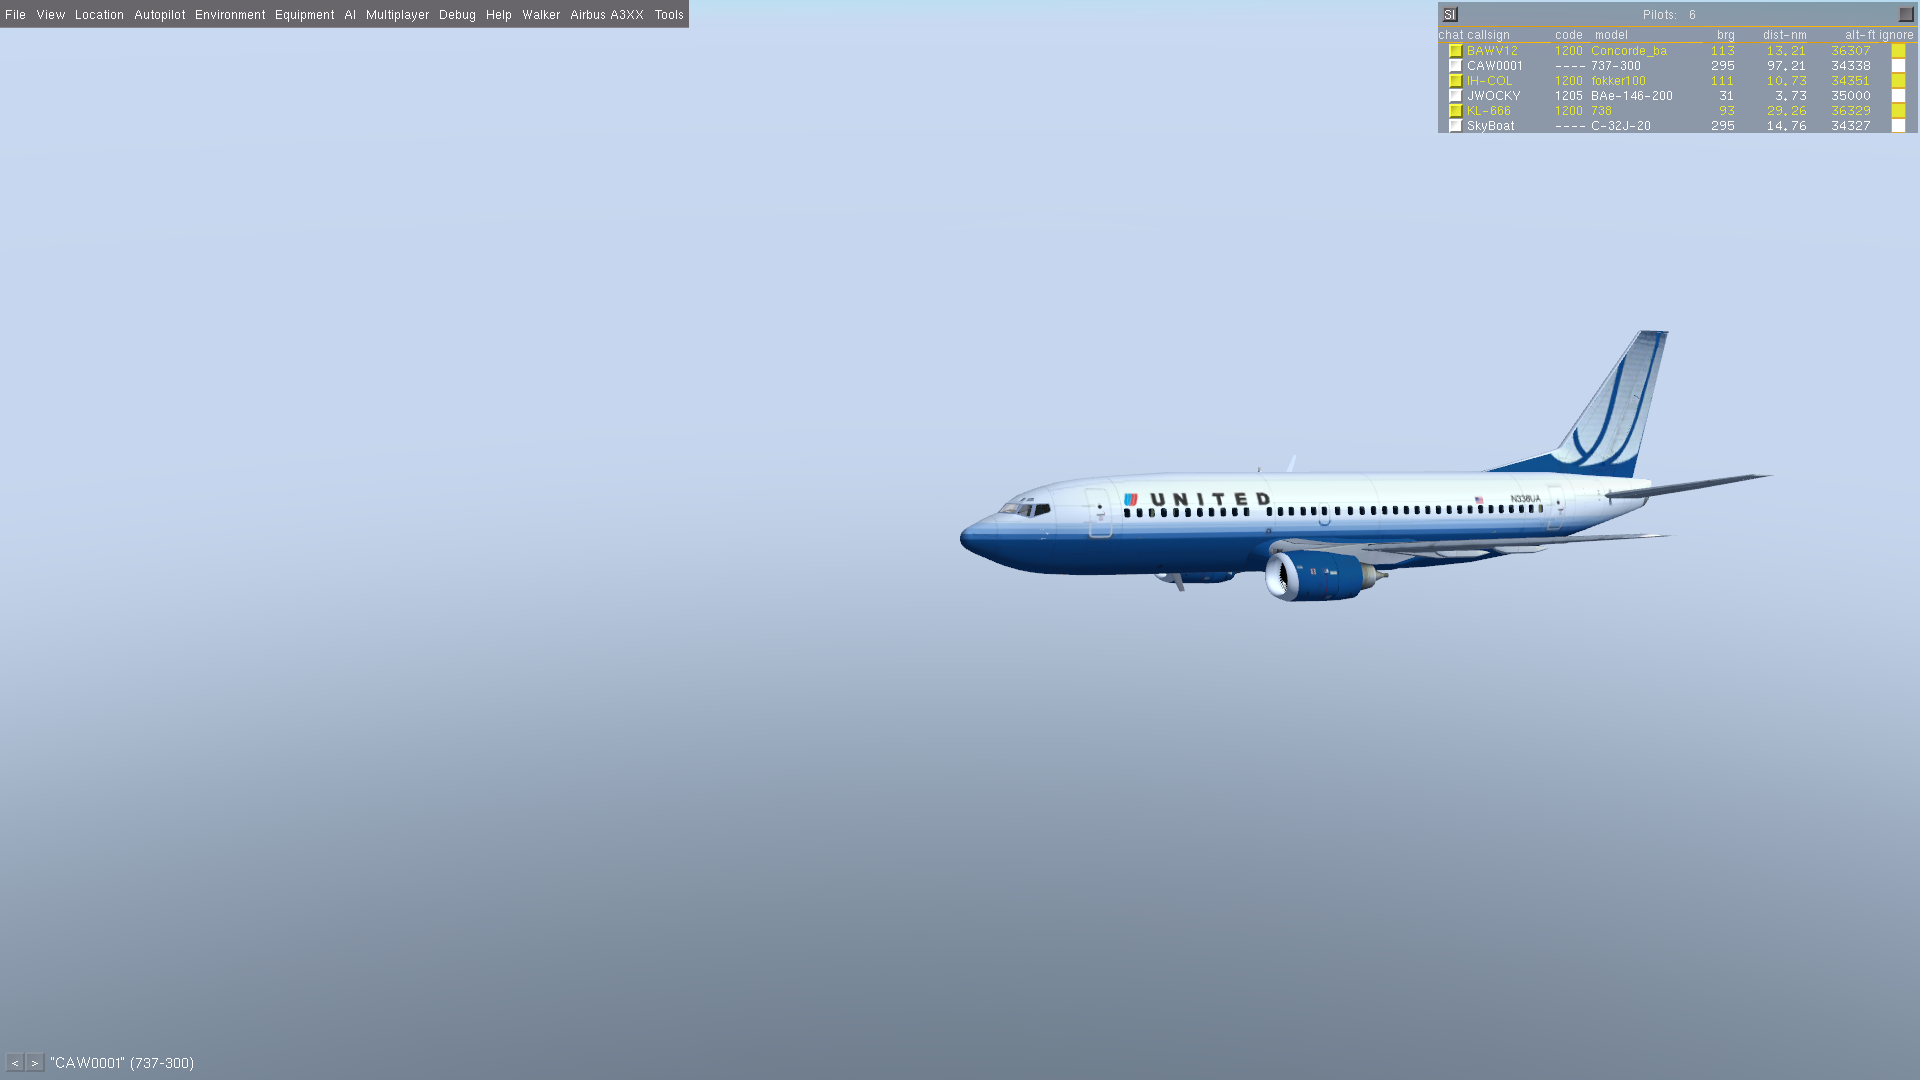 File View Location Autopilot Environment Equipment AI Multiplayer Debug Help Walker Airbus A3XX Tools
SI Pilots: 6
chat callsign code model brg dist-nm alt-ft ignore
BAWV12 1200 Concorde_ba 113 13.21 36307
CAW0001 ---- 737-300 295 97.21 34338
IH-COL 1200 fokker100 111 10.73 34351
JWOCKY 1205 BAe-146-200 31 3.73 35000
KL-666 1200 738 93 29.26 36329
SkyBoat ---- C-32J-20 295 14.76 34327
UNITED
N338UA
< > "CAW0001" (737-300)